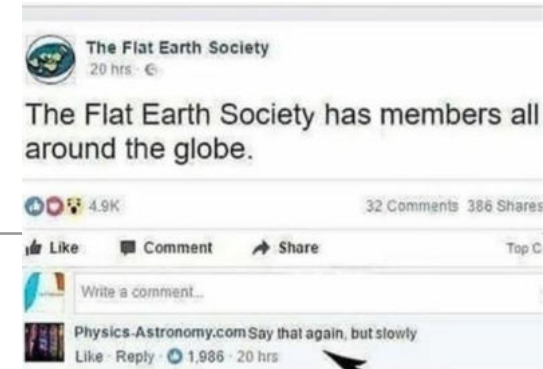 The Flat Earth Society
20 hrs
The Flat Earth Society has members all
around the globe.
4.9K 32 Comments 386 Shares
Like Comment Share Top C
Write a comment...
Physics-Astronomy.com Say that again, but slowly
Like · Reply · 1,986 · 20 hrs